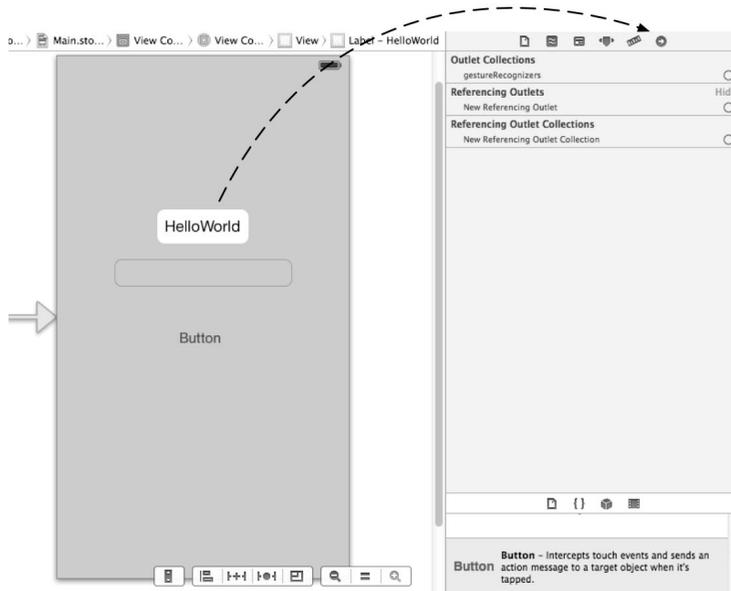 o... 〉 Main.sto... 〉 View Co... 〉 View Co... 〉 View 〉 Label – HelloWorld
Outlet Collections
gestureRecognizers
Referencing Outlets Hid
New Referencing Outlet
Referencing Outlet Collections
New Referencing Outlet Collection
HelloWorld
Button
{ }
Button
Button – Intercepts touch events and sends an
action message to a target object when it's
tapped.